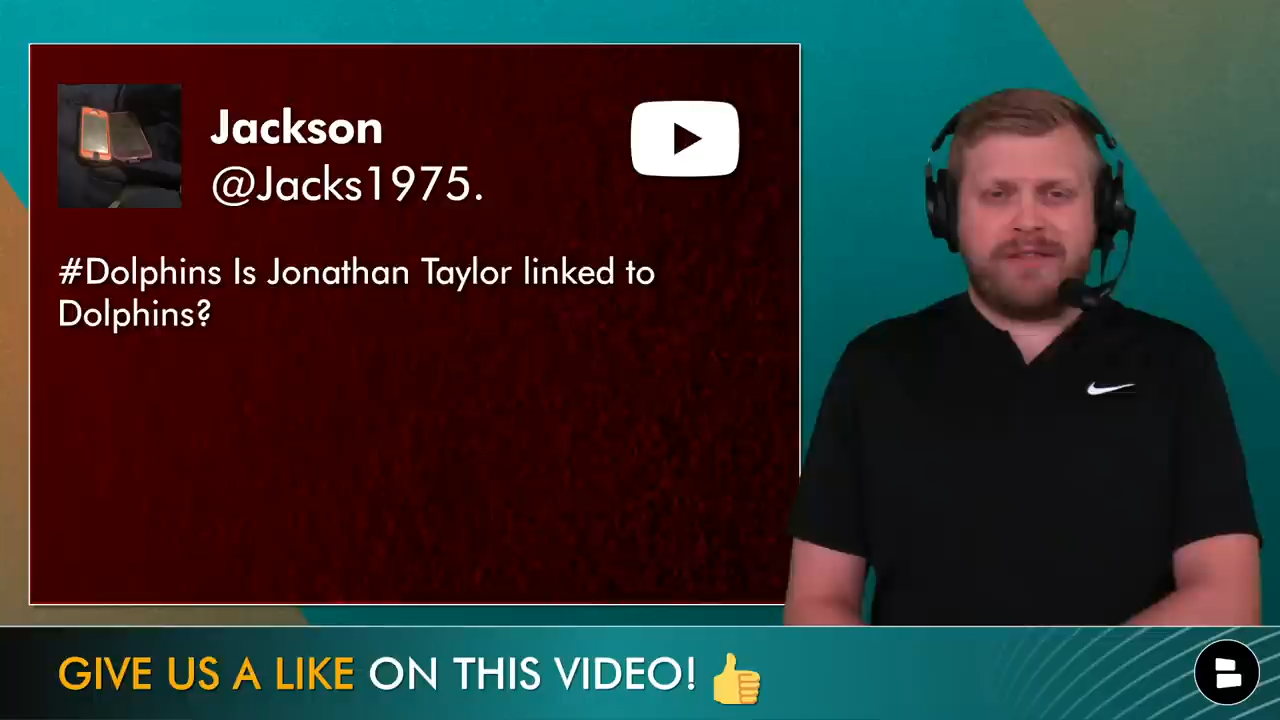 Jackson
@Jacks1975.
#Dolphins Is Jonathan Taylor linked to
Dolphins?
GIVE US A LIKE ON THIS VIDEO!